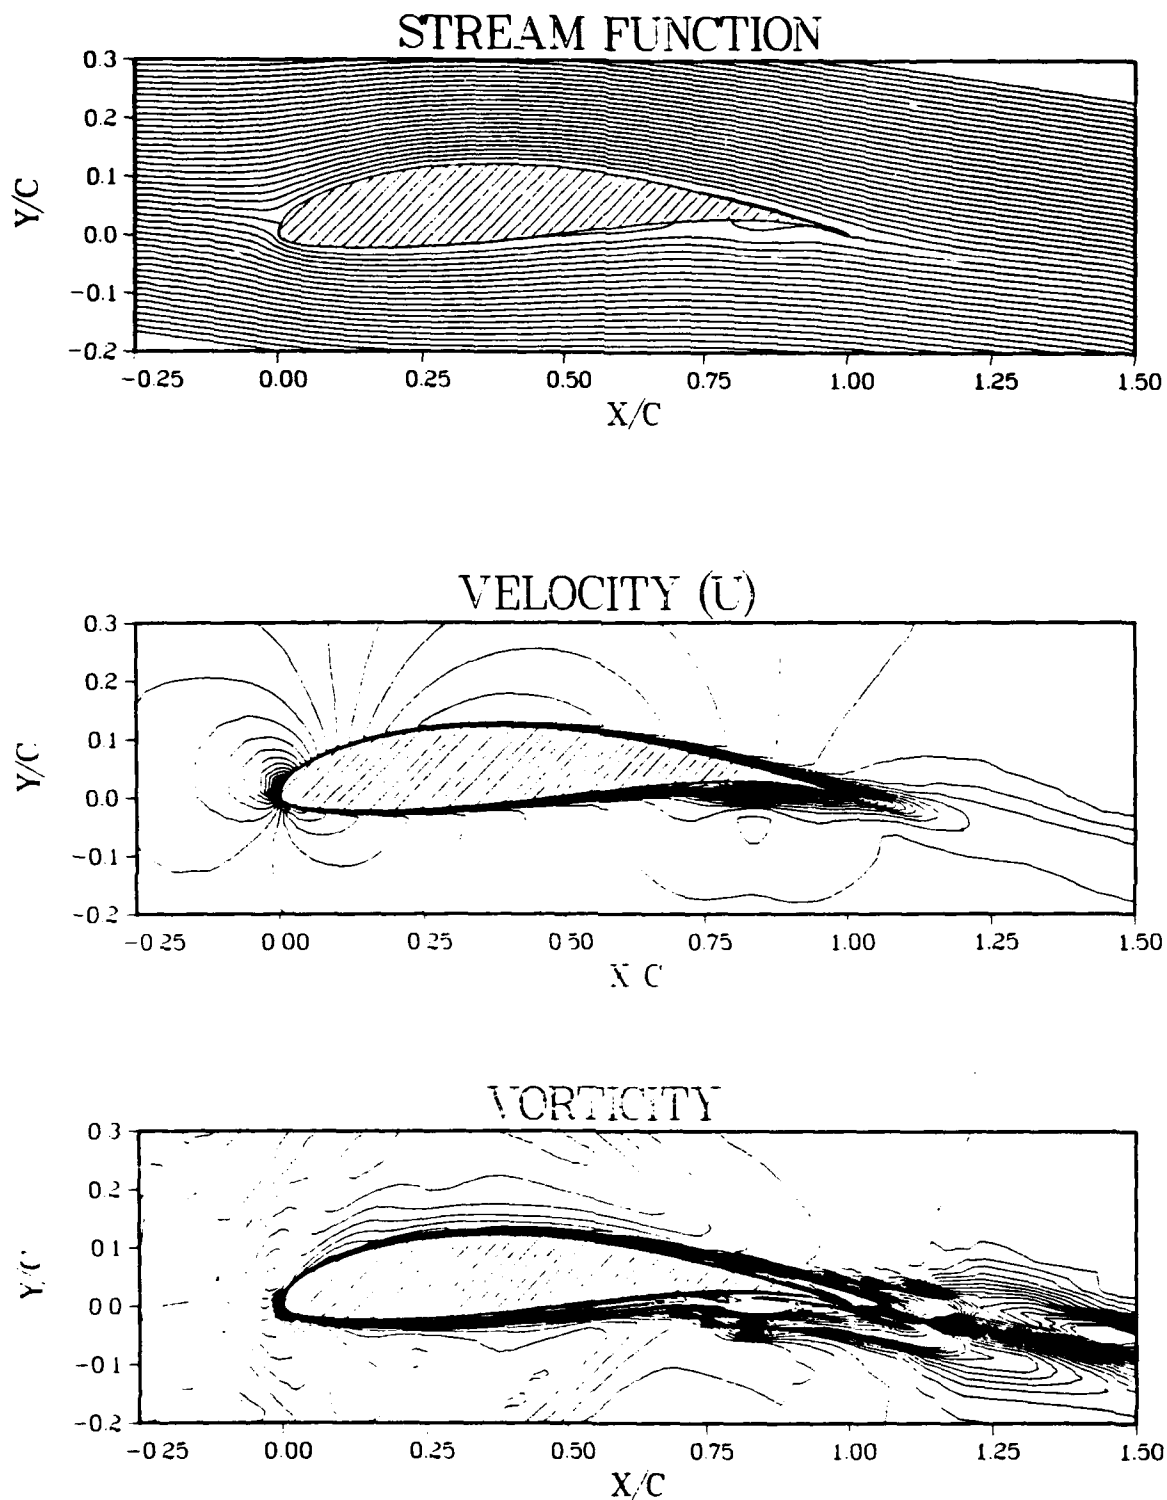 STREAM FUNCTION
0.3
0.2
0.1
0.0
-0.1
-0.2
Y/C
-0.25 0.00 0.25 0.50 0.75 1.00 1.25 1.50
X/C
VELOCITY (U)
0.3
0.2
0.1
0.0
-0.1
-0.2
Y/C
-0 25 0 00 0.25 0 50 0.75 1.00 1.25 1.50
X C
VORTICITY
0 3
0 2
0 1
0 0
-0.1
-0.2
Y/C
-0 25 0.00 0 25 0.50 0.75 1.00 1.25 1.50
X/C